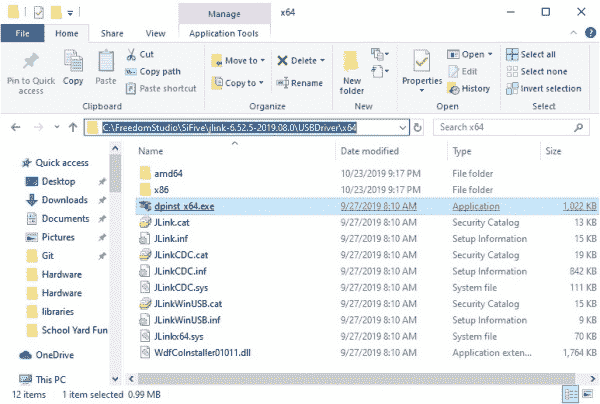 Manage
x64
File
Home
Share
View
Application Tools
Pin to Quick access
Copy
Paste
Cut
Copy path
Paste shortcut
Clipboard
Move to
Copy to
Delete
Rename
Organize
New folder
New
Properties
Open
Edit
History
Open
Select all
Select none
Invert selection
Select
C:\FreedomStudio\SiFive\jlink-6.52.5-2019.08.0\USBDriver\x64
Search x64
Quick access
Desktop
Downloads
Documents
Pictures
Git
Hardware
Hardware
libraries
School Yard Fun
OneDrive
This PC
Name Date modified Type Size
amd64 10/23/2019 9:17 PM File folder
x86 10/23/2019 9:17 PM File folder
dpinst_x64.exe 9/27/2019 8:10 AM Application 1,022 KB
JLink.cat 9/27/2019 8:10 AM Security Catalog 13 KB
JLink.inf 9/27/2019 8:10 AM Setup Information 15 KB
JLinkCDC.cat 9/27/2019 8:10 AM Security Catalog 19 KB
JLinkCDC.inf 9/27/2019 8:10 AM Setup Information 842 KB
JLinkCDC.sys 9/27/2019 8:10 AM System file 111 KB
JLinkWinUSB.cat 9/27/2019 8:10 AM Security Catalog 15 KB
JLinkWinUSB.inf 9/27/2019 8:10 AM Setup Information 9 KB
JLinkx64.sys 9/27/2019 8:10 AM System file 70 KB
WdfCoInstaller01011.dll 9/27/2019 8:10 AM Application exten... 1,764 KB
12 items 1 item selected 0.99 MB